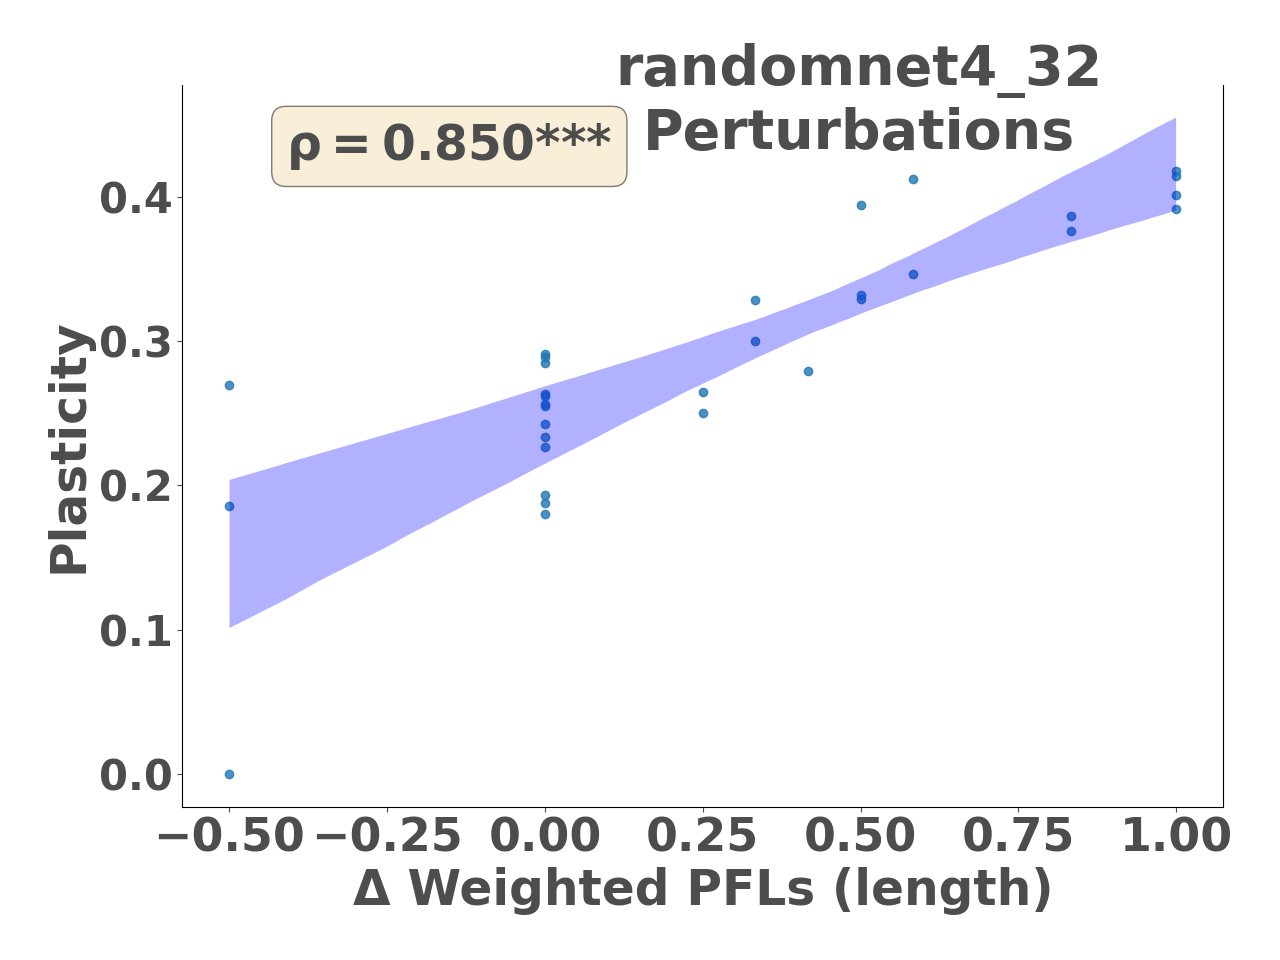 randomnet4_32
Perturbations
ρ = 0.850***
Plasticity
0.4
0.3
0.2
0.1
0.0
−0.50 −0.25 0.00 0.25 0.50 0.75 1.00
Δ Weighted PFLs (length)